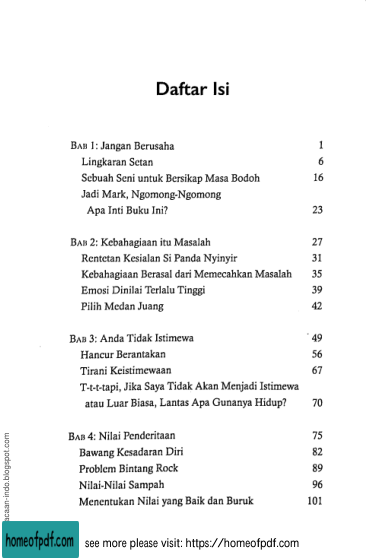 Daftar Isi
BAB 1: Jangan Berusaha 1
Lingkaran Setan 6
Sebuah Seni untuk Bersikap Masa Bodoh 16
Jadi Mark, Ngomong-Ngomong
Apa Inti Buku Ini? 23
BAB 2: Kebahagiaan itu Masalah 27
Rentetan Kesialan Si Panda Nyinyir 31
Kebahagiaan Berasal dari Memecahkan Masalah 35
Emosi Dinilai Terlalu Tinggi 39
Pilih Medan Juang 42
BAB 3: Anda Tidak Istimewa 49
Hancur Berantakan 56
Tirani Keistimewaan 67
T-t-t-tapi, Jika Saya Tidak Akan Menjadi Istimewa
atau Luar Biasa, Lantas Apa Gunanya Hidup? 70
BAB 4: Nilai Penderitaan 75
Bawang Kesadaran Diri 82
Problem Bintang Rock 89
Nilai-Nilai Sampah 96
Menentukan Nilai yang Baik dan Buruk 101
acaan-indo.blogspot.com
homeofpdf.com
see more please visit: https://homeofpdf.com